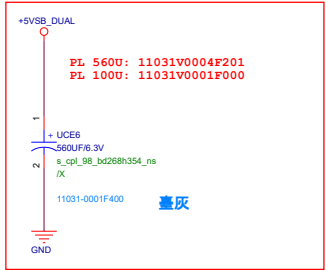 +5VSB_DUAL
PL 560U: 11031V0004F201
PL 100U: 11031V0001F000
1
+ UCE6
560UF/6.3V
2
s_cpl_98_bd268h354_ns
/X
11031-0001F400
臺灰
GND